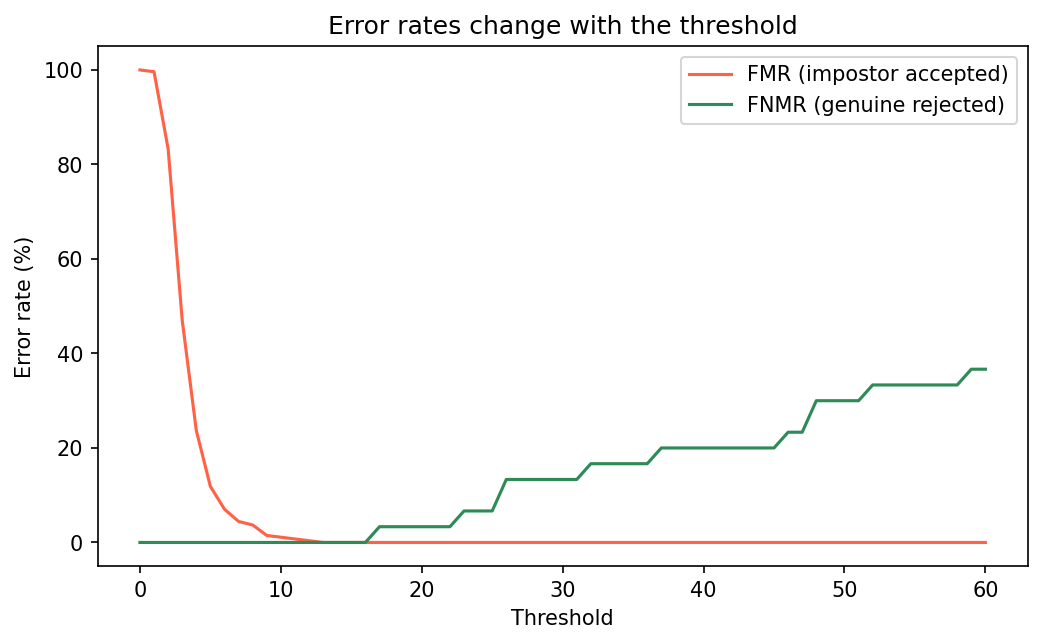 Error rates change with the threshold
FMR (impostor accepted)
FNMR (genuine rejected)
Error rate (%)
100
80
60
40
20
0
0 10 20 30 40 50 60
Threshold